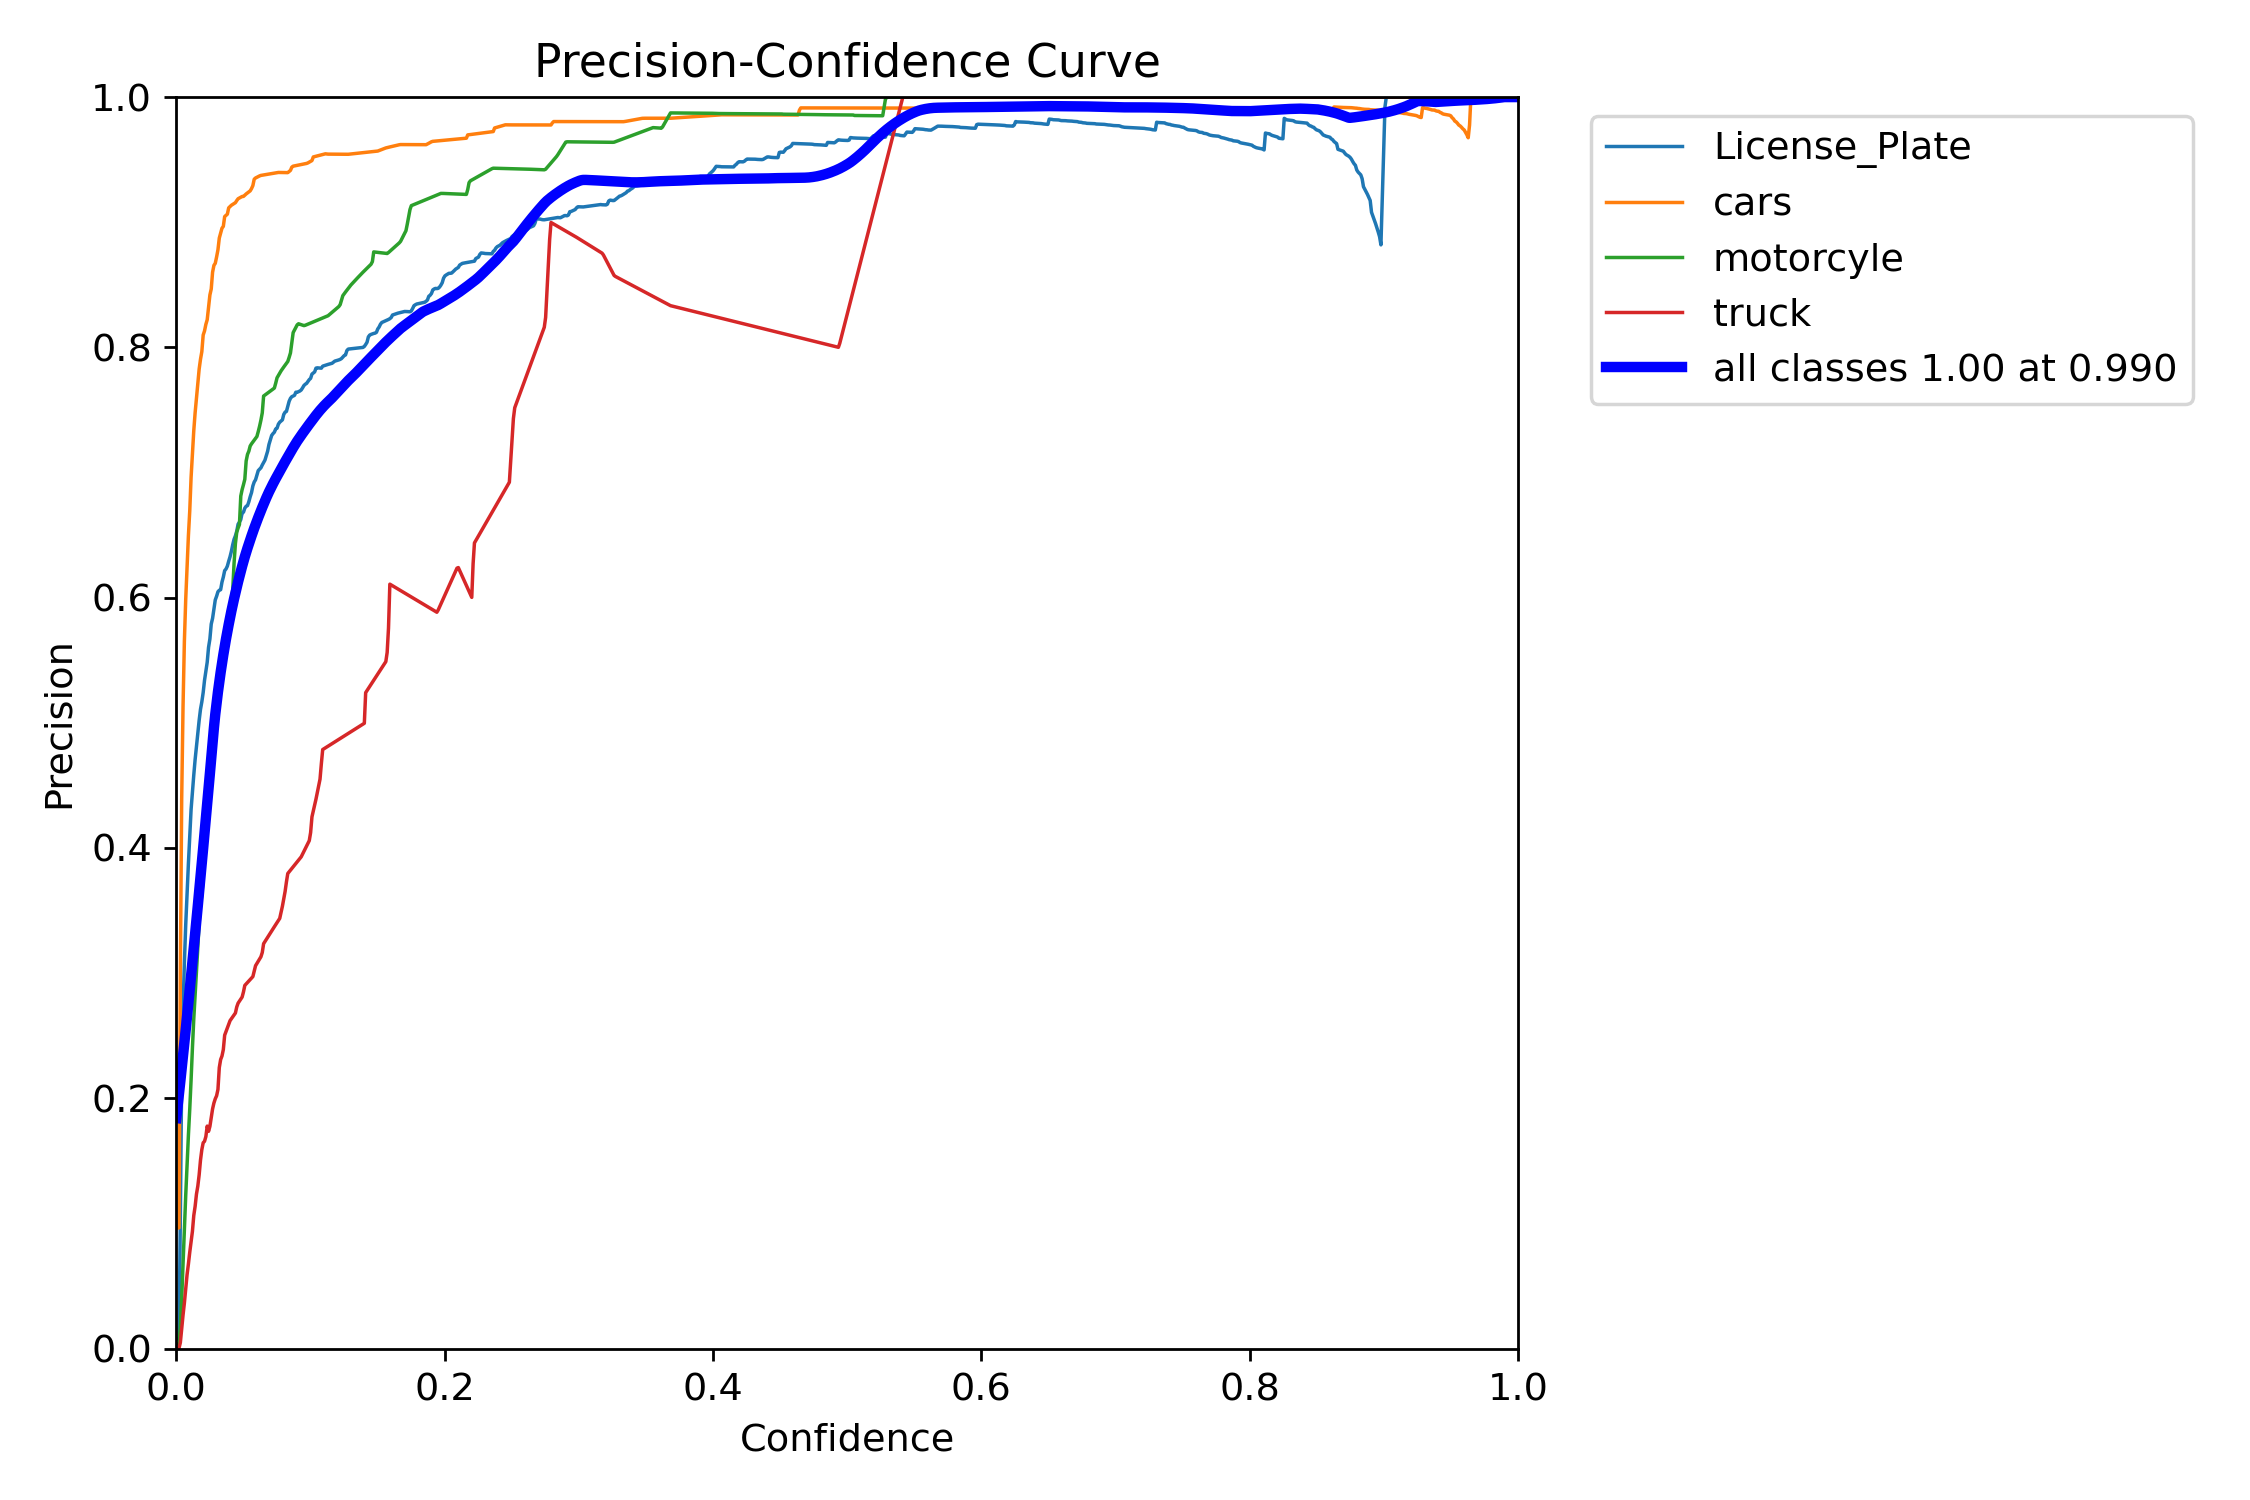 Precision-Confidence Curve
1.0
0.8
0.6
0.4
0.2
0.0
Precision
0.0 0.2 0.4 0.6 0.8 1.0
Confidence
License_Plate
cars
motorcyle
truck
all classes 1.00 at 0.990